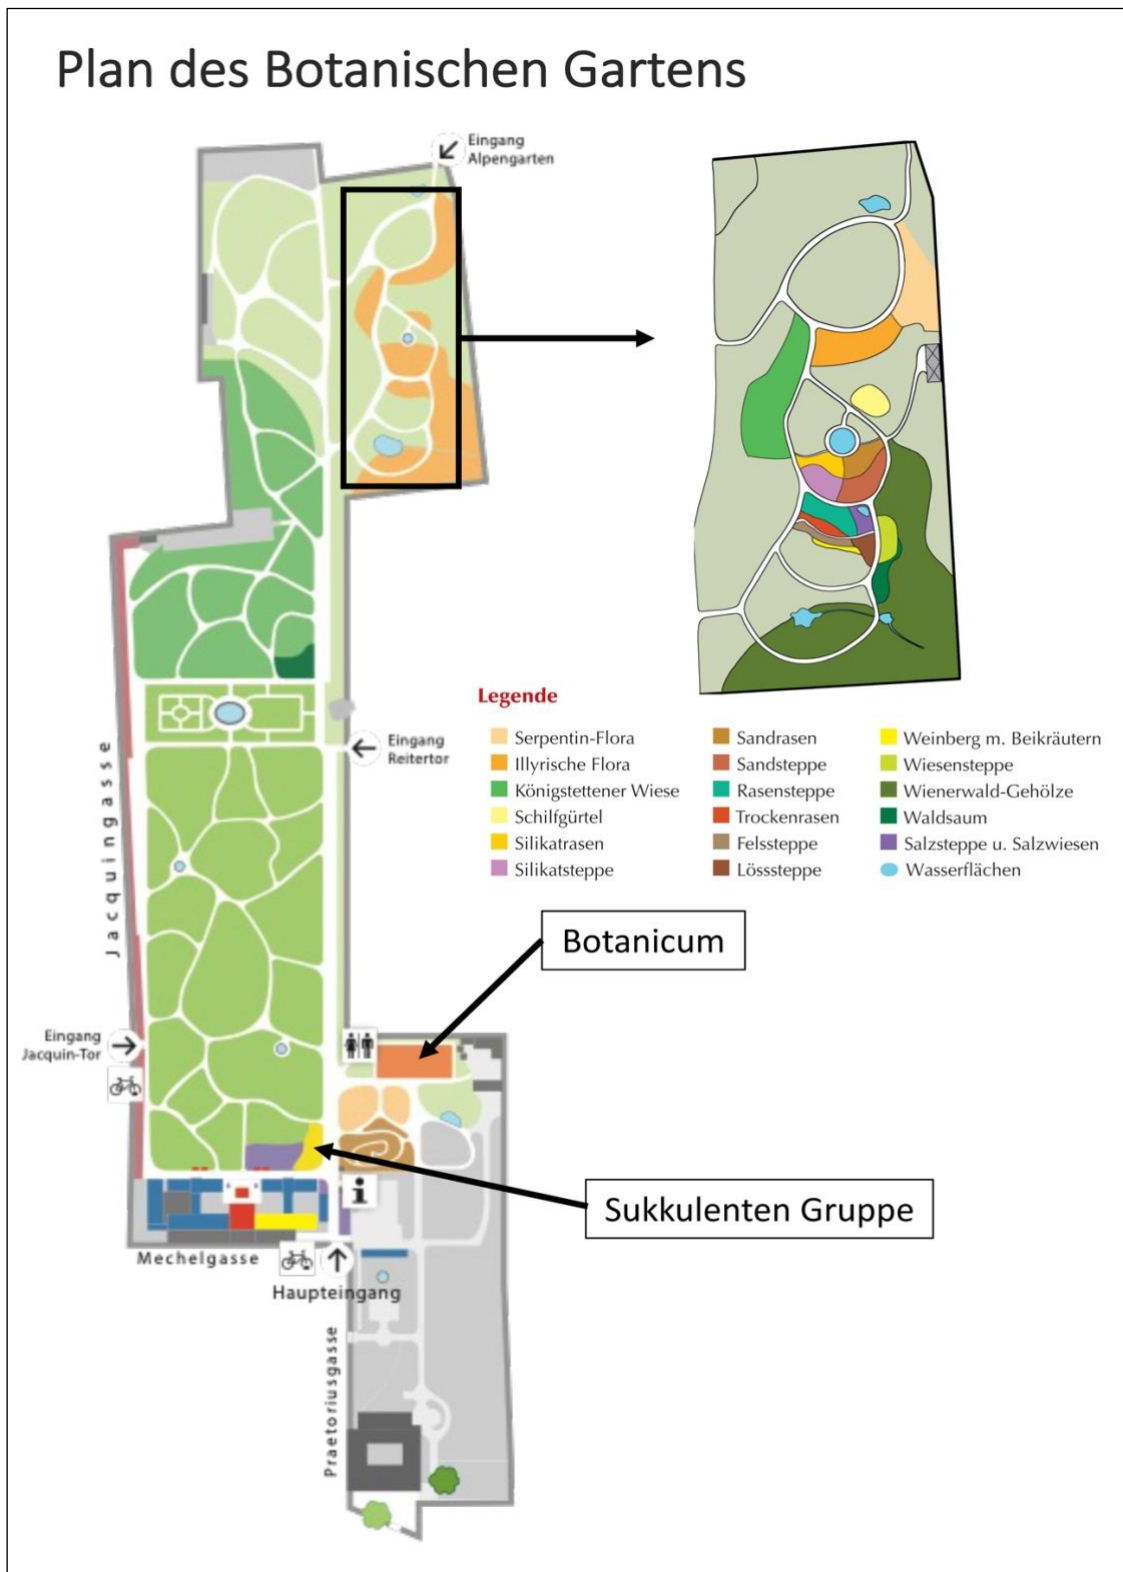 Plan des Botanischen Gartens
Eingang
Alpengarten
Legende
Serpentin-Flora
Illyrische Flora
Königstettener Wiese
Schilfgürtel
Silikatrasen
Silikatsteppe
Sandrasen
Sandsteppe
Rasensteppe
Trockenrasen
Felssteppe
Lösssteppe
Weinberg m. Beikräutern
Wiesensteppe
Wienerwald-Gehölze
Waldsaum
Salzsteppe u. Salzwiesen
Wasserflächen
Eingang
Reitertor
Jacquingasse
Botanicum
Eingang
Jacquin-Tor
Sukkulenten Gruppe
i
Mechelgasse
Haupteingang
Praetoriusgasse